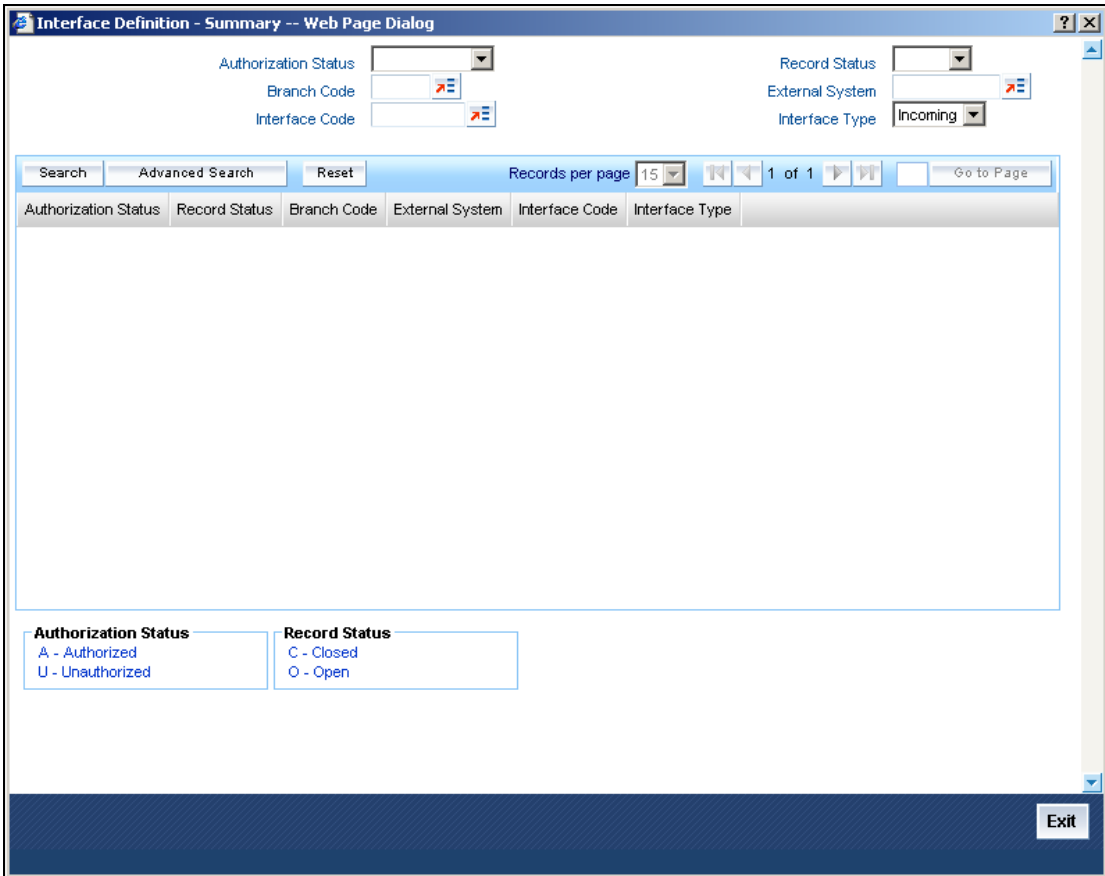 Interface Definition - Summary -- Web Page Dialog ? X
Authorization Status Record Status
Branch Code External System
Interface Code Interface Type Incoming
Search Advanced Search Reset Records per page 15 1 of 1 Go to Page
Authorization Status Record Status Branch Code External System Interface Code Interface Type
Authorization Status Record Status
A - Authorized C - Closed
U - Unauthorized O - Open
Exit